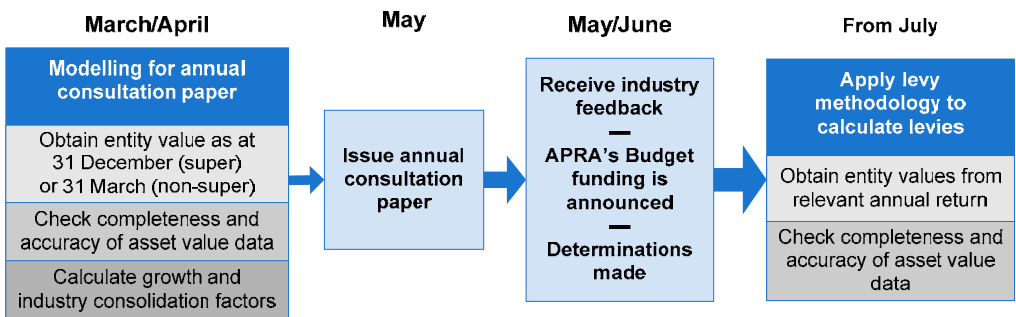 March/April
Modelling for annual
consultation paper
Obtain entity value as at
31 December (super)
or 31 March (non-super)
Check completeness and
accuracy of asset value data
Calculate growth and
industry consolidation factors
May
Issue annual
consultation
paper
May/June
Receive industry
feedback
—
APRA’s Budget
funding is
announced
—
Determinations
made
From July
Apply levy
methodology to
calculate levies
Obtain entity values from
relevant annual return
Check completeness and
accuracy of asset value
data